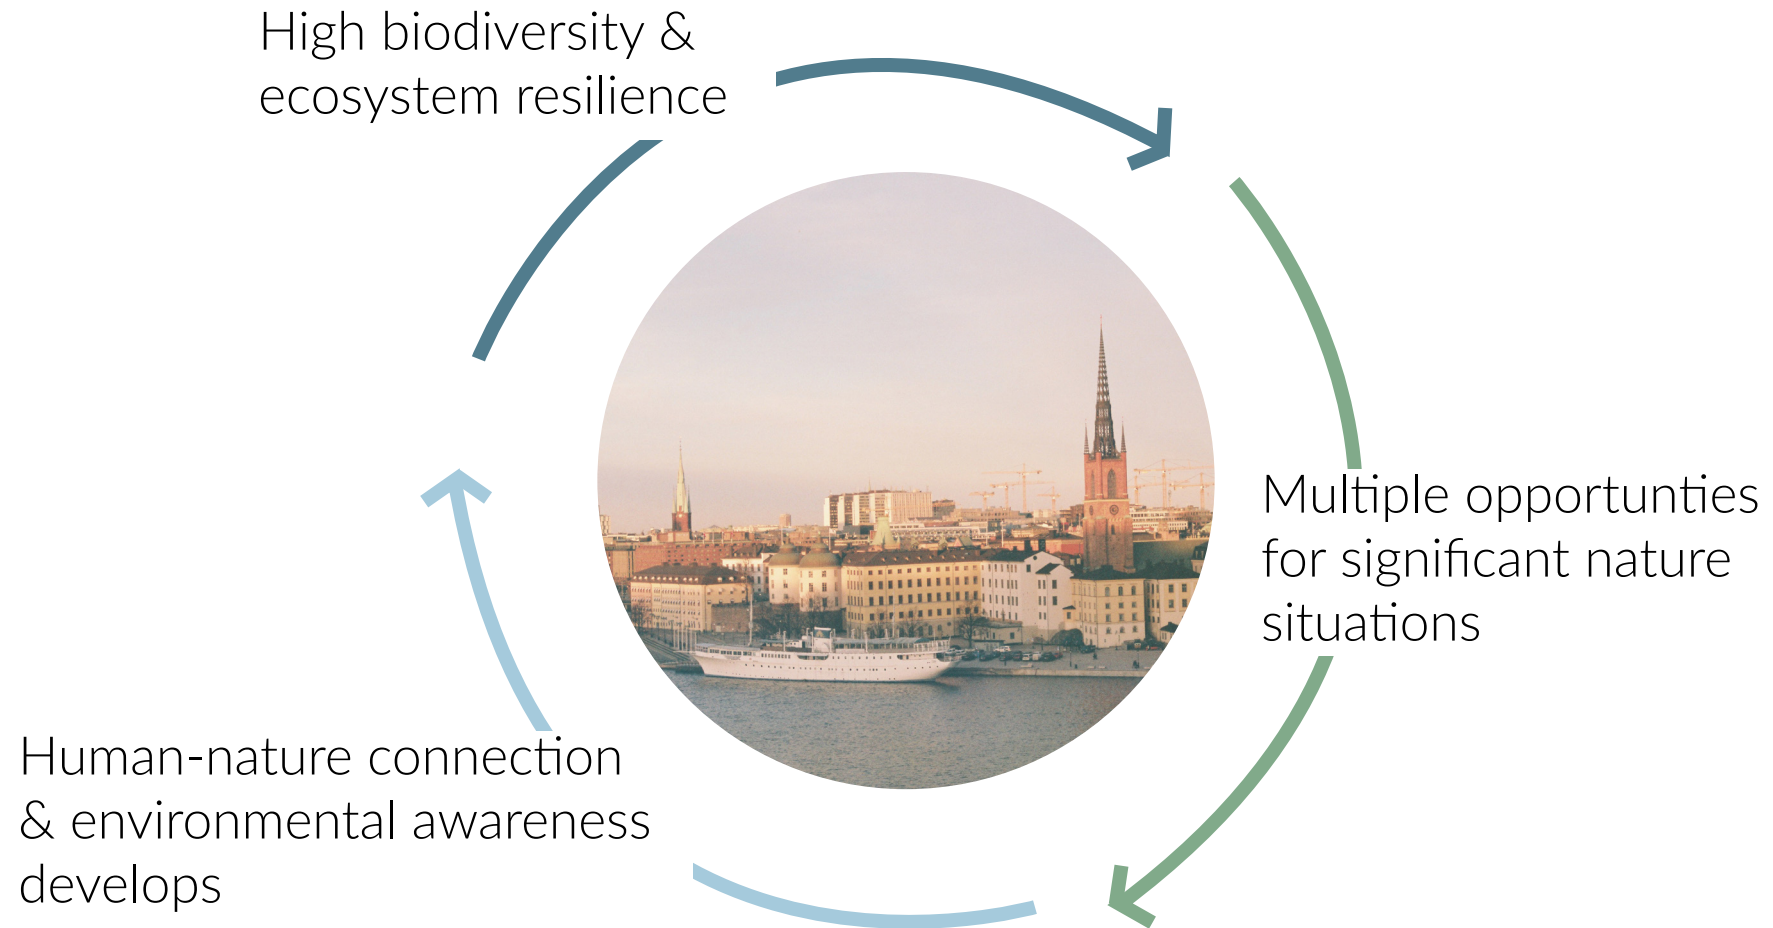 High biodiversity &
ecosystem resilience
Multiple opportunties
for significant nature
situations
Human-nature connection
& environmental awareness
develops